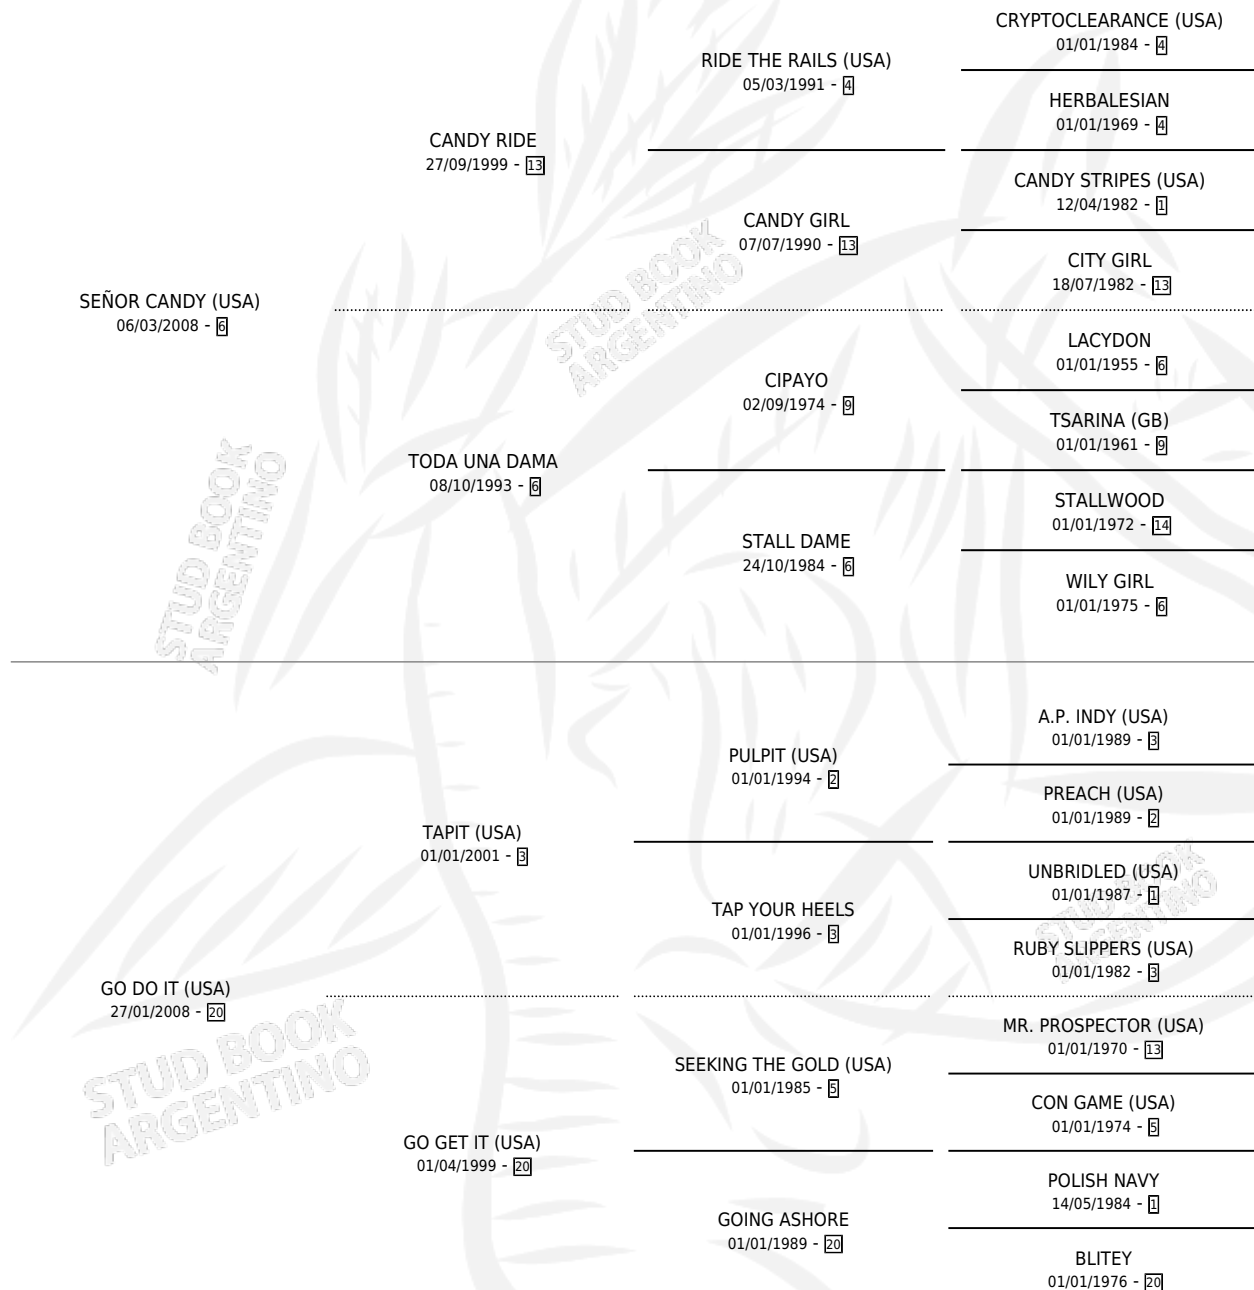 CRYPTOCLEARANCE (USA)
01/01/1984 - 4
RIDE THE RAILS (USA)
05/03/1991 - 4
HERBALESIAN
01/01/1969 - 4
CANDY RIDE
27/09/1999 - 13
CANDY STRIPES (USA)
12/04/1982 - 1
CANDY GIRL
07/07/1990 - 13
CITY GIRL
18/07/1982 - 13
SEÑOR CANDY (USA)
06/03/2008 - 6
LACYDON
01/01/1955 - 6
CIPAYO
02/09/1974 - 9
TSARINA (GB)
01/01/1961 - 9
TODA UNA DAMA
08/10/1993 - 6
STALLWOOD
01/01/1972 - 14
STALL DAME
24/10/1984 - 6
WILY GIRL
01/01/1975 - 6
A.P. INDY (USA)
01/01/1989 - 3
PULPIT (USA)
01/01/1994 - 2
PREACH (USA)
01/01/1989 - 2
TAPIT (USA)
01/01/2001 - 3
UNBRIDLED (USA)
01/01/1987 - 1
TAP YOUR HEELS
01/01/1996 - 3
RUBY SLIPPERS (USA)
01/01/1982 - 3
GO DO IT (USA)
27/01/2008 - 20
MR. PROSPECTOR (USA)
01/01/1970 - 13
SEEKING THE GOLD (USA)
01/01/1985 - 5
CON GAME (USA)
01/01/1974 - 5
GO GET IT (USA)
01/04/1999 - 20
POLISH NAVY
14/05/1984 - 1
GOING ASHORE
01/01/1989 - 20
BLITEY
01/01/1976 - 20
STUD BOOK
ARGENTINO
STUD BOOK
ARGENTINO
STUD BOOK
ARGENTINO
STUD BOOK
ARGENTINO